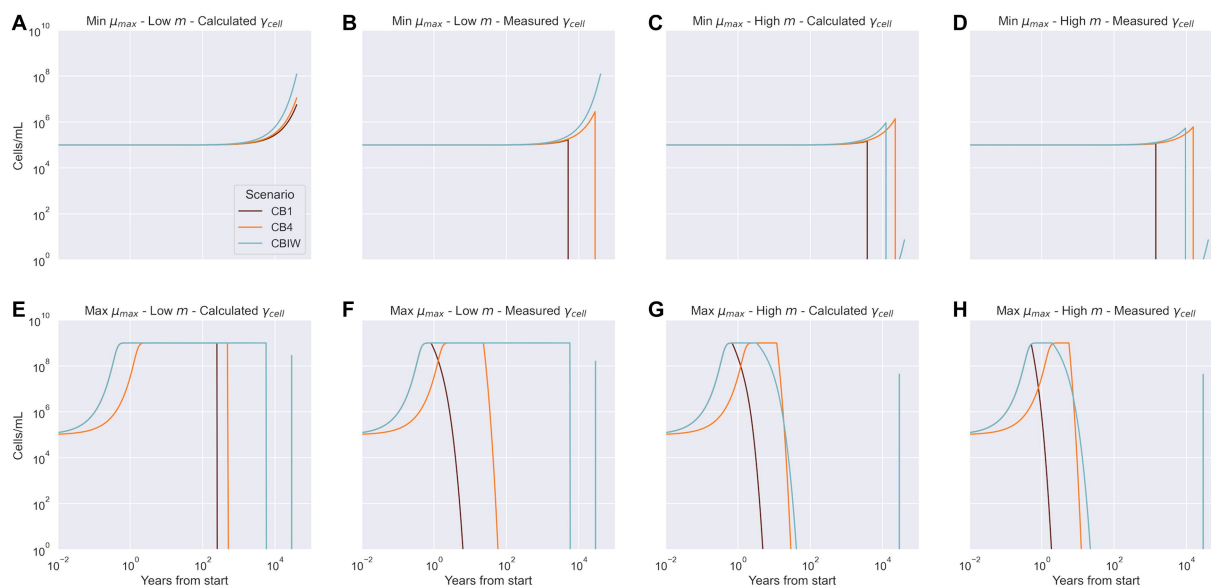 A Min μmax - Low m - Calculated γcell
B Min μmax - Low m - Measured γcell
C Min μmax - High m - Calculated γcell
D Min μmax - High m - Measured γcell
10^10
10^8
10^6
10^4
10^2
10^0
Cells/mL
Scenario
CB1
CB4
CBIW
E Max μmax - Low m - Calculated γcell
F Max μmax - Low m - Measured γcell
G Max μmax - High m - Calculated γcell
H Max μmax - High m - Measured γcell
10^10
10^8
10^6
10^4
10^2
10^0
Cells/mL
10^−2 10^0 10^2 10^4
10^−2 10^0 10^2 10^4
10^−2 10^0 10^2 10^4
10^−2 10^0 10^2 10^4
Years from start
Years from start
Years from start
Years from start